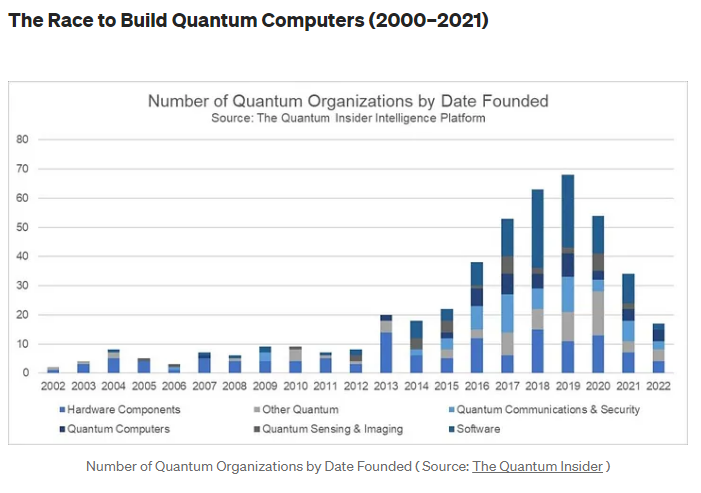 The Race to Build Quantum Computers (2000–2021)
Number of Quantum Organizations by Date Founded
Source: The Quantum Insider Intelligence Platform
80
70
60
50
40
30
20
10
0
2002 2003 2004 2005 2006 2007 2008 2009 2010 2011 2012 2013 2014 2015 2016 2017 2018 2019 2020 2021 2022
Hardware Components Other Quantum Quantum Communications & Security
Quantum Computers Quantum Sensing & Imaging Software
Number of Quantum Organizations by Date Founded ( Source: The Quantum Insider )